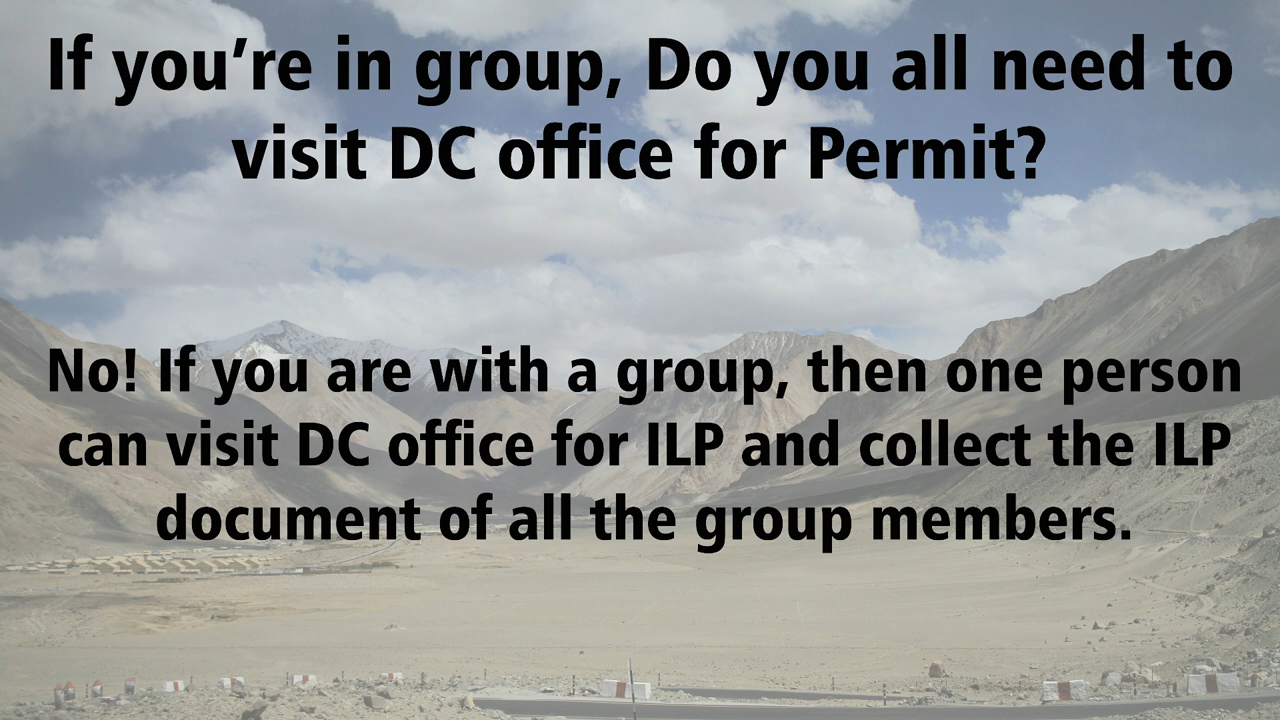 If you’re in group, Do you all need to
visit DC office for Permit?
No! If you are with a group, then one person
can visit DC office for ILP and collect the ILP
document of all the group members.